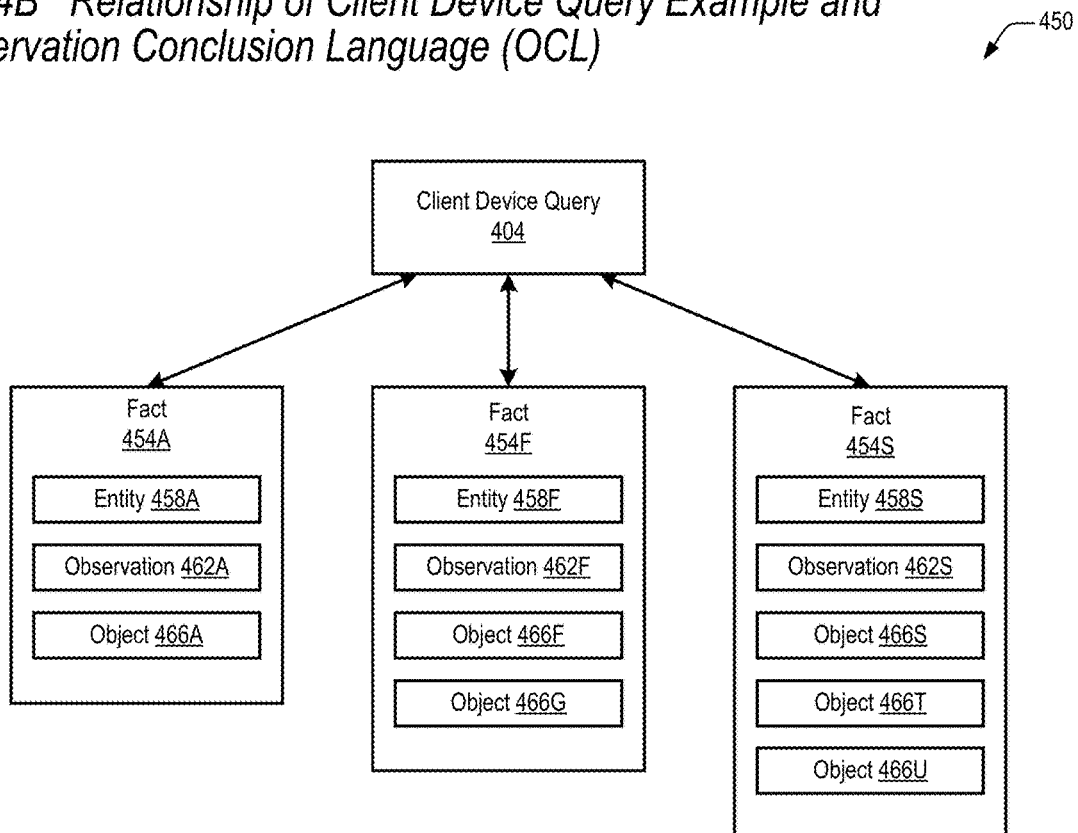 4B Relationship of Client Device Query Example and
ervation Conclusion Language (OCL)
450
Client Device Query
404
Fact
454A
Entity 458A
Observation 462A
Object 466A
Fact
454F
Entity 458F
Observation 462F
Object 466F
Object 466G
Fact
454S
Entity 458S
Observation 462S
Object 466S
Object 466T
Object 466U